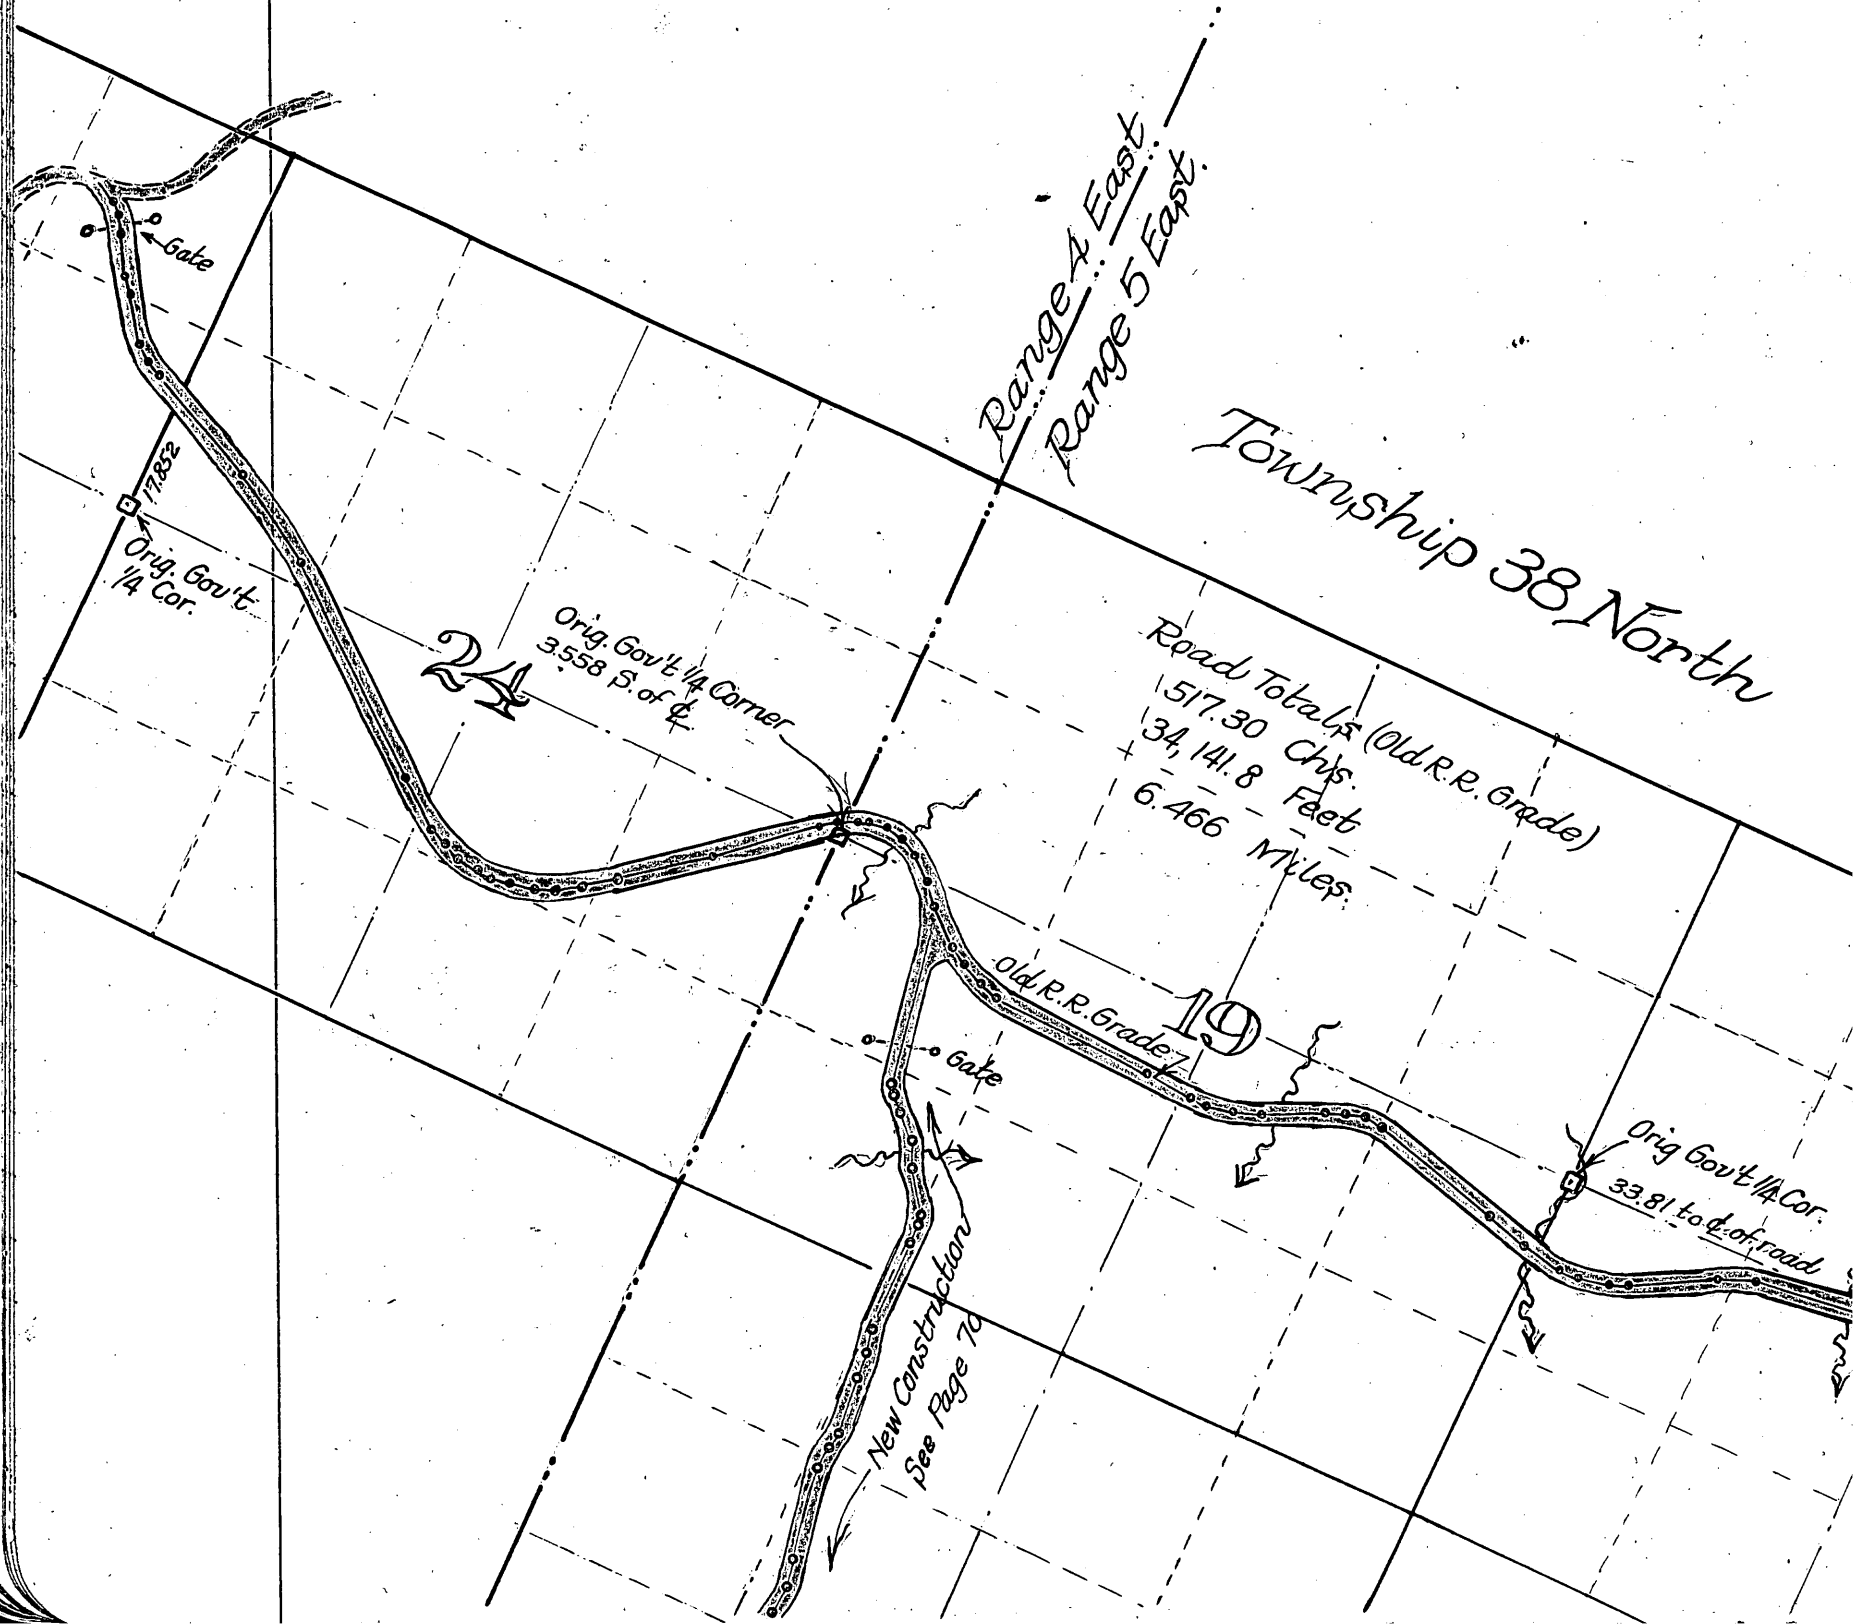 Range 4 East
Range 5 East.
Township 38 North
Gate
17.852
Orig. Gov't
1/4 Cor.
24
Orig. Gov't 1/4 Corner
3.558 S. of ℄
Road Totals (Old R.R. Grade)
517.30 Chs.
34,141.8 Feet
6.466 Miles.
Old R.R. Grade
19
Gate
Orig Gov't 1/4 Cor.
33.81 to ℄ of road
New Construction
See Page 70